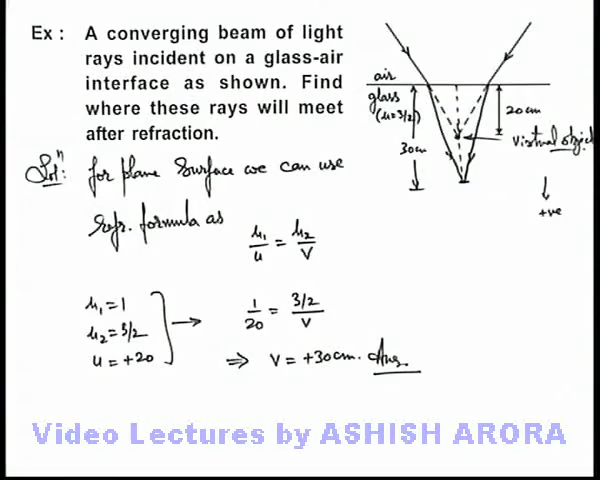 Ex : A converging beam of light
rays incident on a glass-air
interface as shown. Find
where these rays will meet
after refraction.
air
glass
(μ=3/2)
30cm
20cm
Virtual object
+ve
Solⁿ: for plane surface we can use
refr. formula as
μ₁/u = μ₂/v
μ₁=1
μ₂=3/2
u=+20
1/20 = 3/2/v
⇒ v=+30cm. Ans
Video Lectures by ASHISH ARORA